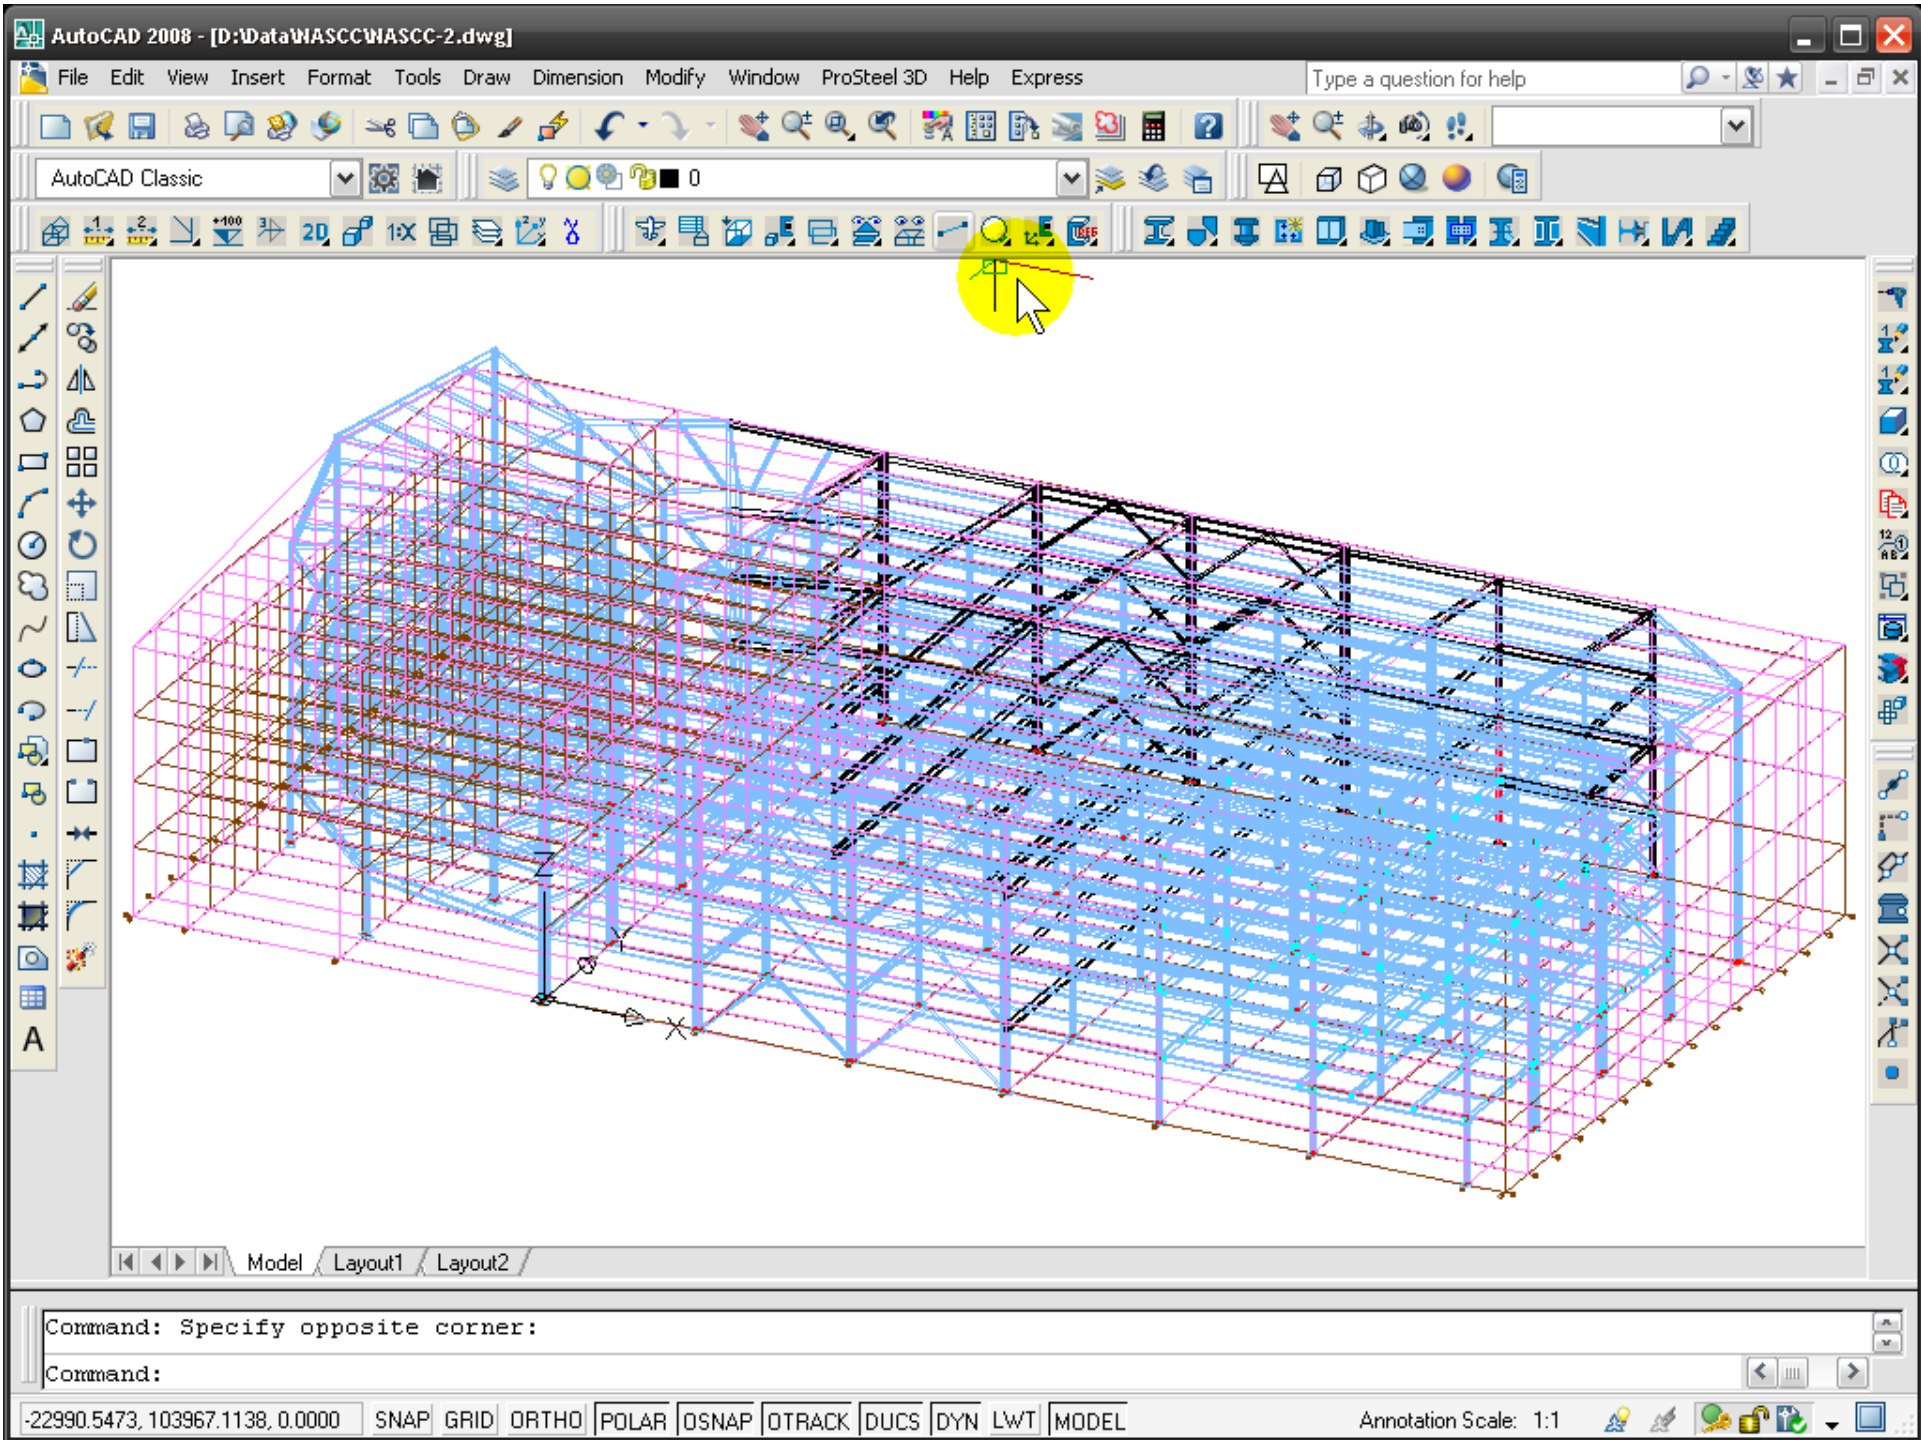 AutoCAD 2008 - [D:\Data\NASCC\NASCC-2.dwg]
File Edit View Insert Format Tools Draw Dimension Modify Window ProSteel 3D Help Express
Type a question for help
AutoCAD Classic
0
+100
2D
1:X
Z
Y
X
A
Model
Layout1
Layout2
Command: Specify opposite corner:
Command:
-22990.5473, 103967.1138, 0.0000
SNAP GRID ORTHO POLAR OSNAP OTRACK DUCS DYN LWT MODEL
Annotation Scale: 1:1